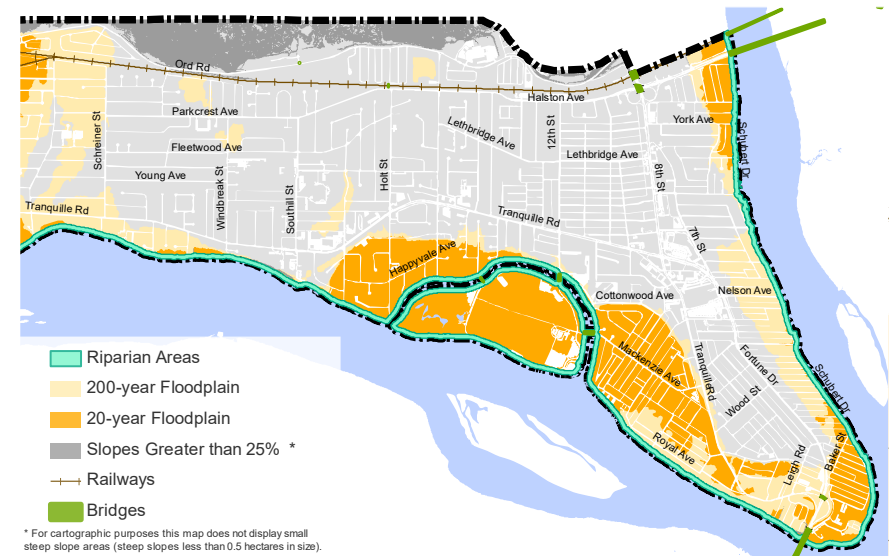 Ord Rd
Halston Ave
Parkcrest Ave
Schreiner St
Lethbridge Ave
12th St
York Ave
Schubert Dr
Fleetwood Ave
Lethbridge Ave
Young Ave
Windbreak St
Southill St
Holt St
8th St
Tranquille Rd
Tranquille Rd
7th St
Happyvale Ave
Nelson Ave
Cottonwood Ave
Mackenzie Ave
Tranquille Rd
Fortune Dr
Schubert Dr
Wood St
Royal Ave
Leigh Rd
Baker St
Riparian Areas
200-year Floodplain
20-year Floodplain
Slopes Greater than 25% *
Railways
Bridges
* For cartographic purposes this map does not display small
steep slope areas (steep slopes less than 0.5 hectares in size).